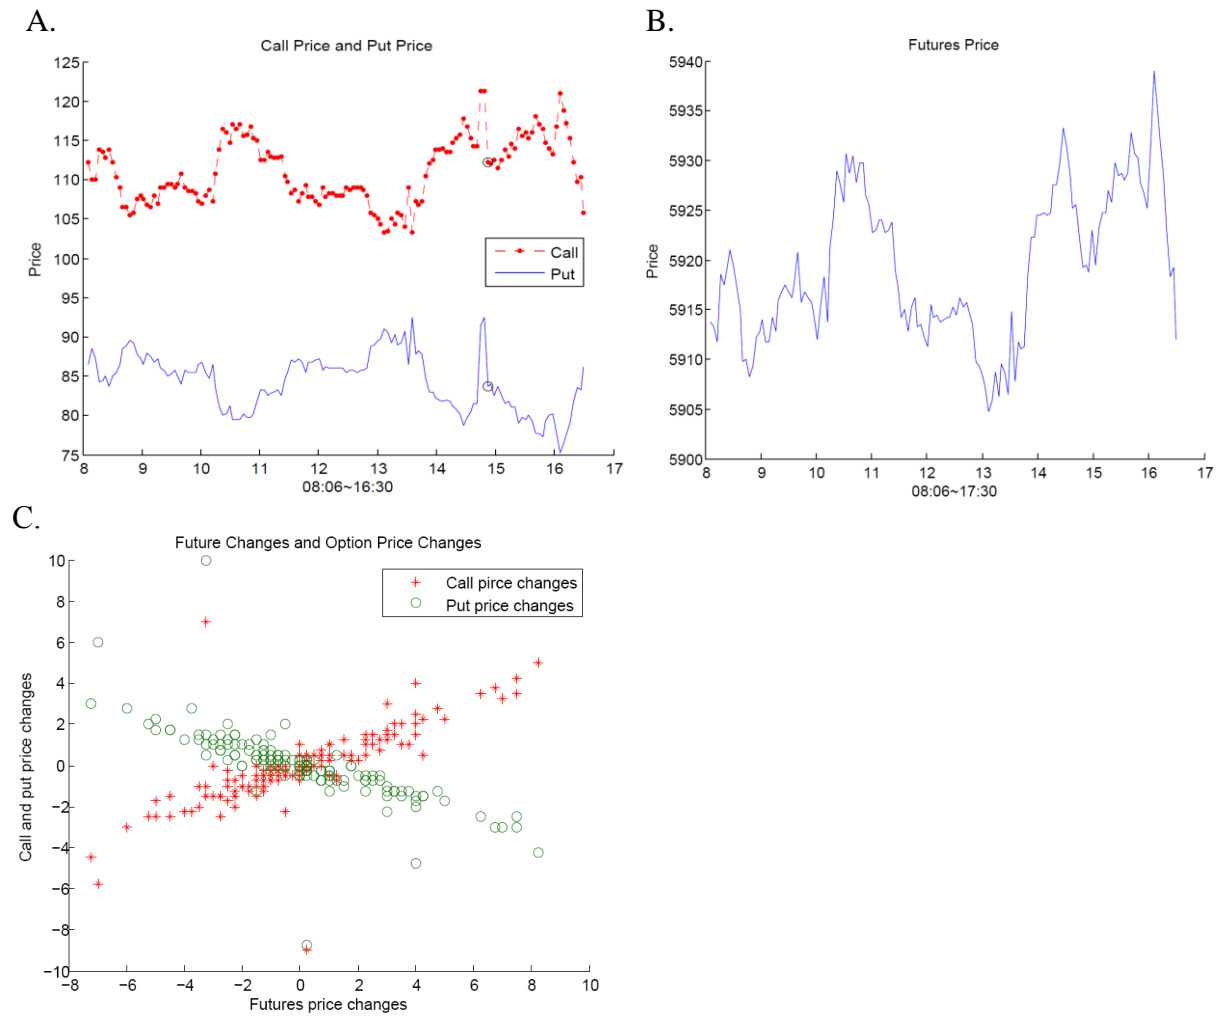 A.
Call Price and Put Price
125
120
115
110
105
100
95
90
85
80
75
Price
Call
Put
8 9 10 11 12 13 14 15 16 17
08:06~16:30
B.
Futures Price
5940
5935
5930
5925
5920
5915
5910
5905
5900
Price
8 9 10 11 12 13 14 15 16 17
08:06~17:30
C.
Future Changes and Option Price Changes
10
8
6
4
2
0
−2
−4
−6
−8
−10
Call and put price changes
Call pirce changes
Put price changes
−8 −6 −4 −2 0 2 4 6 8 10
Futures price changes